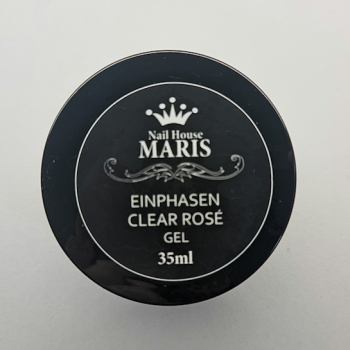 Nail House
MARIS
EINPHASEN
CLEAR ROSÉ
GEL
35ml